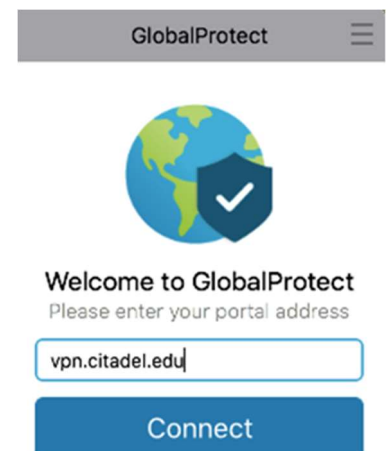 GlobalProtect
Welcome to GlobalProtect
Please enter your portal address
vpn.citadel.edu
Connect